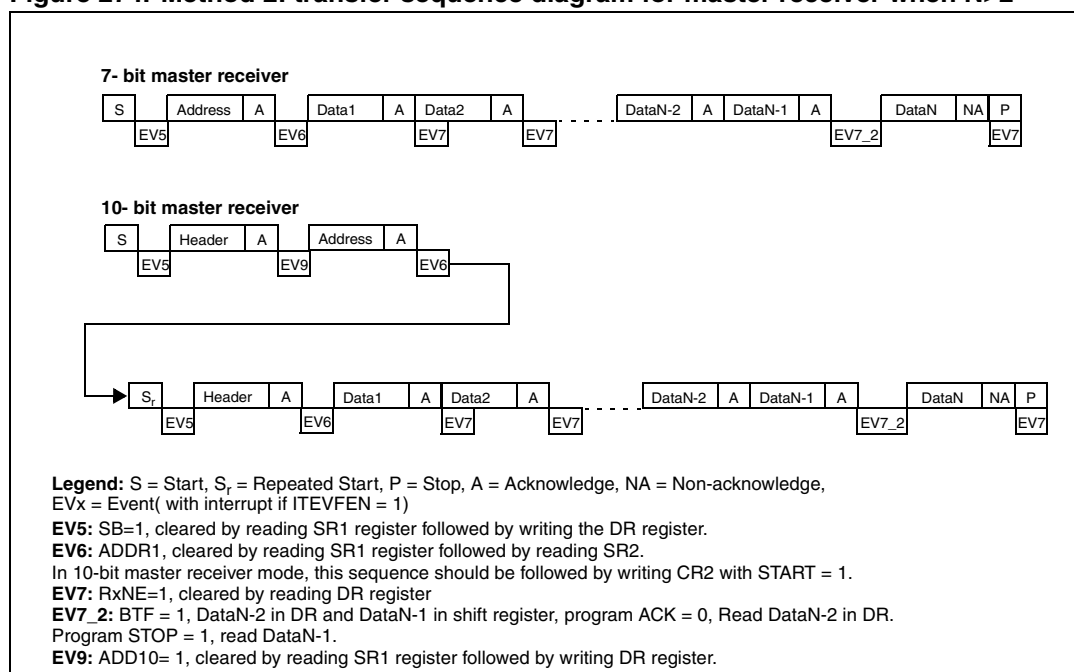 Figure Method 2: transfer sequence diagram for master receiver when N>2
7- bit master receiver
S Address A Data1 A Data2 A DataN-2 A DataN-1 A DataN NA P
EV5 EV6 EV7 EV7 EV7_2 EV7
10- bit master receiver
S Header A Address A
EV5 EV9 EV6
Sr Header A Data1 A Data2 A DataN-2 A DataN-1 A DataN NA P
EV5 EV6 EV7 EV7 EV7_2 EV7
Legend: S = Start, Sr = Repeated Start, P = Stop, A = Acknowledge, NA = Non-acknowledge,
EVx = Event( with interrupt if ITEVFEN = 1)
EV5: SB=1, cleared by reading SR1 register followed by writing the DR register.
EV6: ADDR1, cleared by reading SR1 register followed by reading SR2.
In 10-bit master receiver mode, this sequence should be followed by writing CR2 with START = 1.
EV7: RxNE=1, cleared by reading DR register
EV7_2: BTF = 1, DataN-2 in DR and DataN-1 in shift register, program ACK = 0, Read DataN-2 in DR.
Program STOP = 1, read DataN-1.
EV9: ADD10= 1, cleared by reading SR1 register followed by writing DR register.